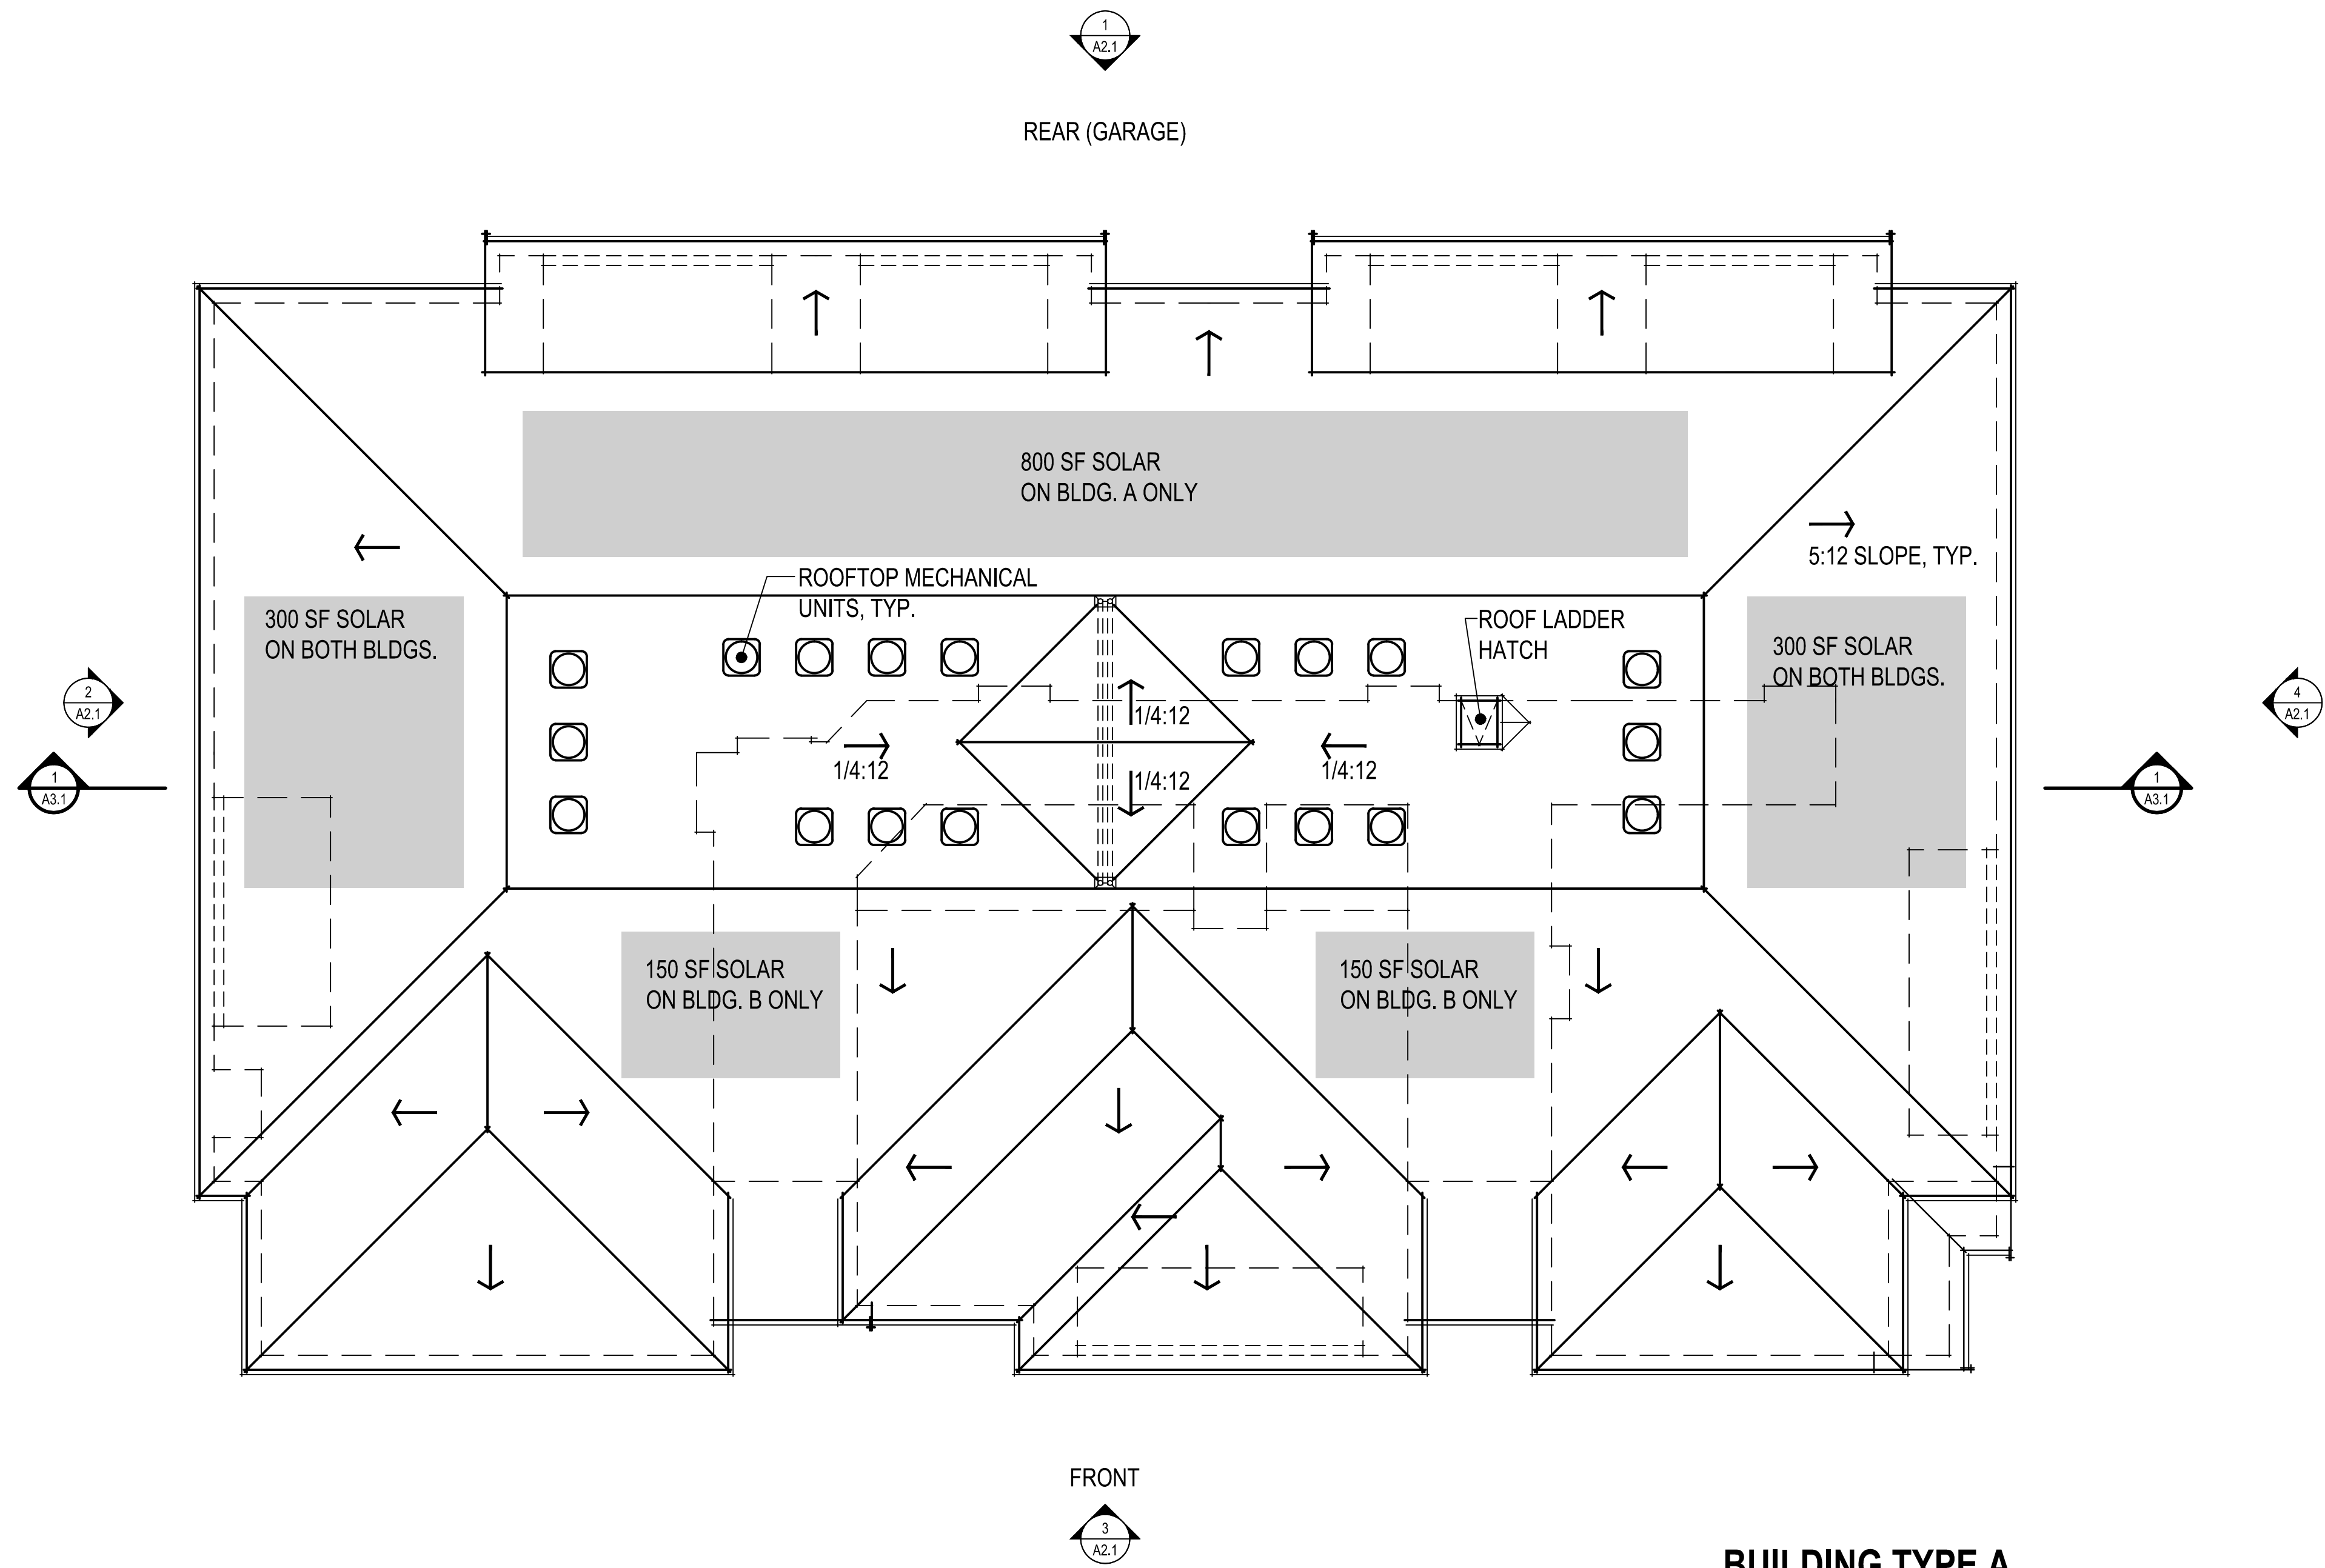 1
A2.1
REAR (GARAGE)
800 SF SOLAR
ON BLDG. A ONLY
5:12 SLOPE, TYP.
ROOFTOP MECHANICAL
UNITS, TYP.
300 SF SOLAR
ON BOTH BLDGS.
ROOF LADDER
HATCH
300 SF SOLAR
ON BOTH BLDGS.
2
A2.1
4
A2.1
1/4:12
1/4:12
1/4:12
1/4:12
1
A3.1
1
A3.1
150 SF SOLAR
ON BLDG. B ONLY
150 SF SOLAR
ON BLDG. B ONLY
FRONT
3
A2.1
BUILDING TYPE A